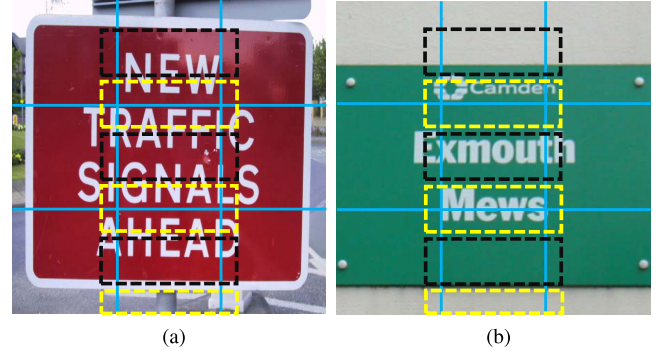 NEW
TRAFFIC
SIGNALS
AHEAD
Camden
Exmouth
Mews
(a)
(b)